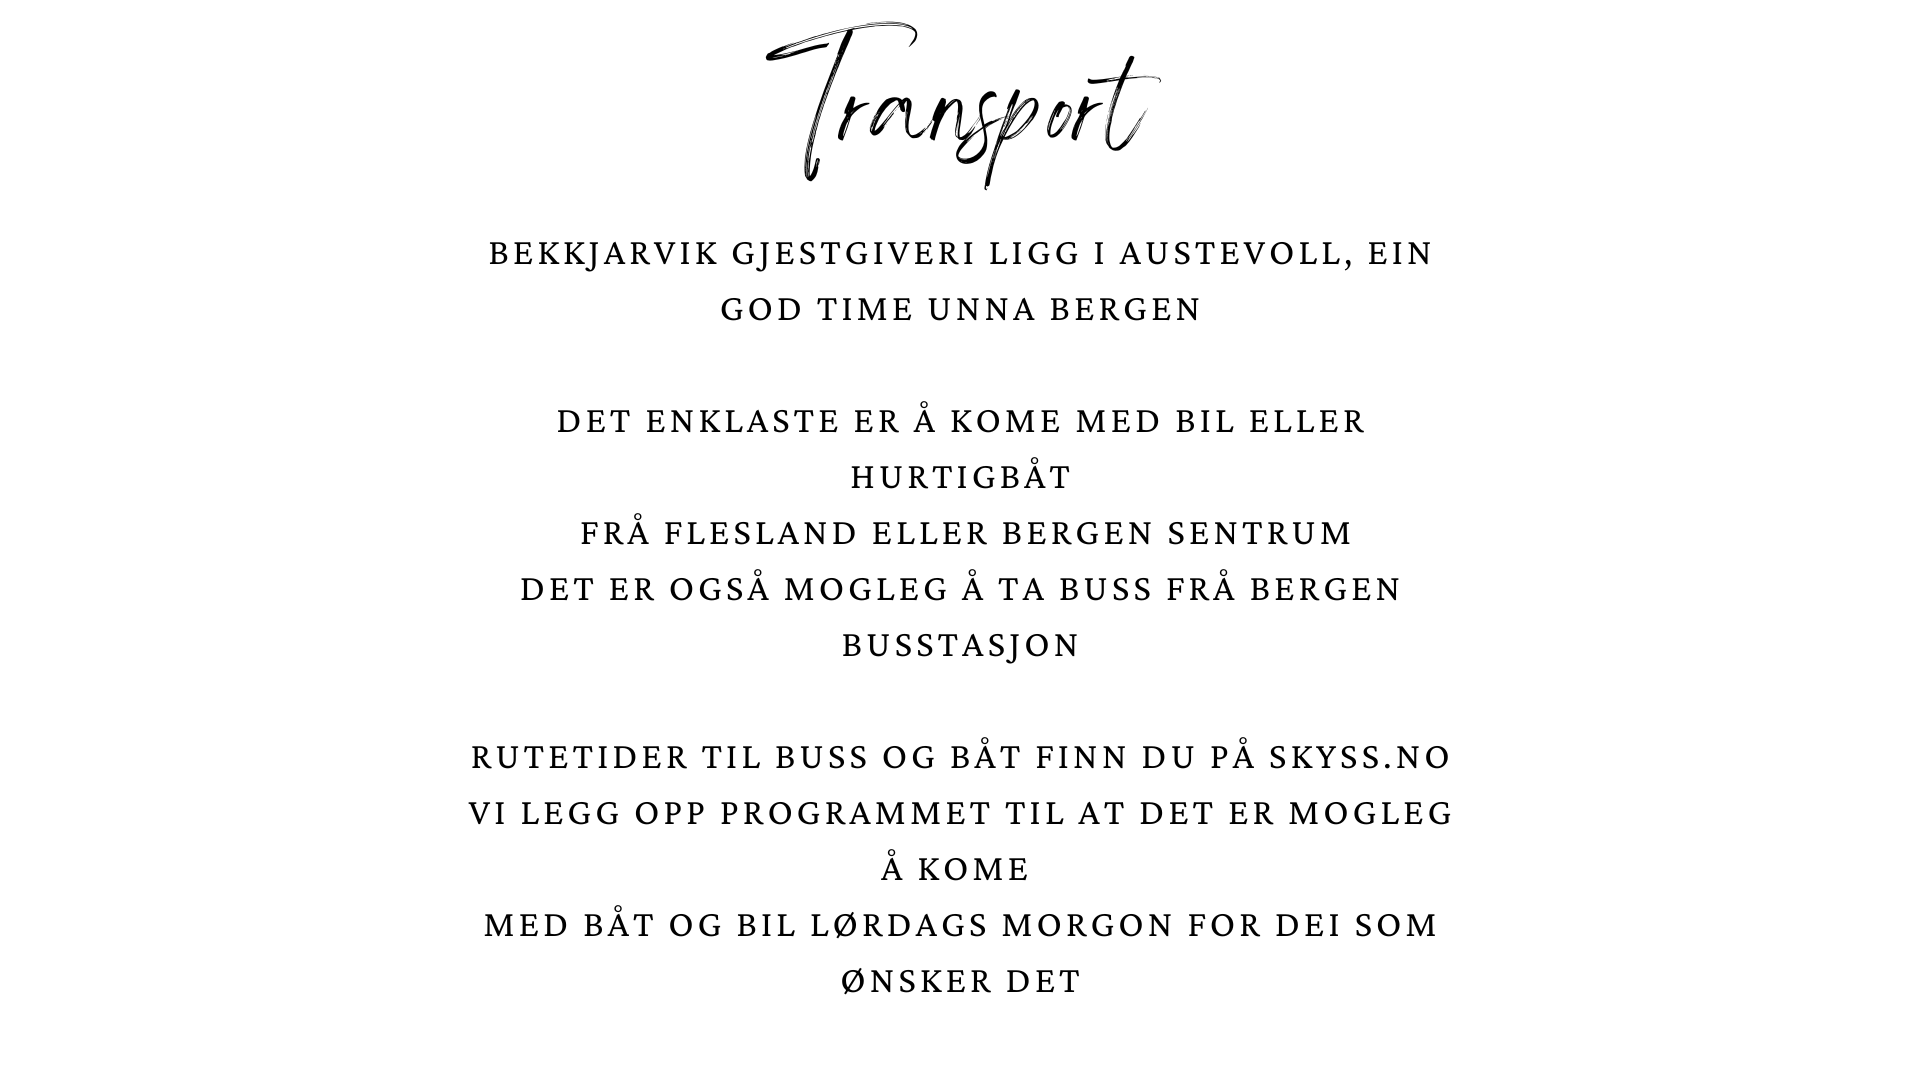 Transport
BEKKJARVIK GJESTGIVERI LIGG I AUSTEVOLL, EIN
GOD TIME UNNA BERGEN
DET ENKLASTE ER Å KOME MED BIL ELLER
HURTIGBÅT
FRÅ FLESLAND ELLER BERGEN SENTRUM
DET ER OGSÅ MOGLEG Å TA BUSS FRÅ BERGEN
BUSSTASJON
RUTETIDER TIL BUSS OG BÅT FINN DU PÅ SKYSS.NO
VI LEGG OPP PROGRAMMET TIL AT DET ER MOGLEG
Å KOME
MED BÅT OG BIL LØRDAGS MORGON FOR DEI SOM
ØNSKER DET